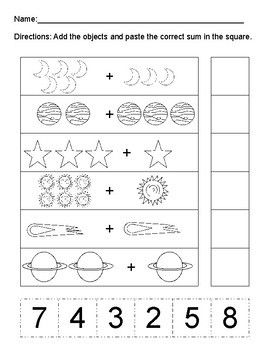 Name:
Directions: Add the objects and paste the correct sum in the square.
+
+
+
+
+
+
7 4 3 2 5 8